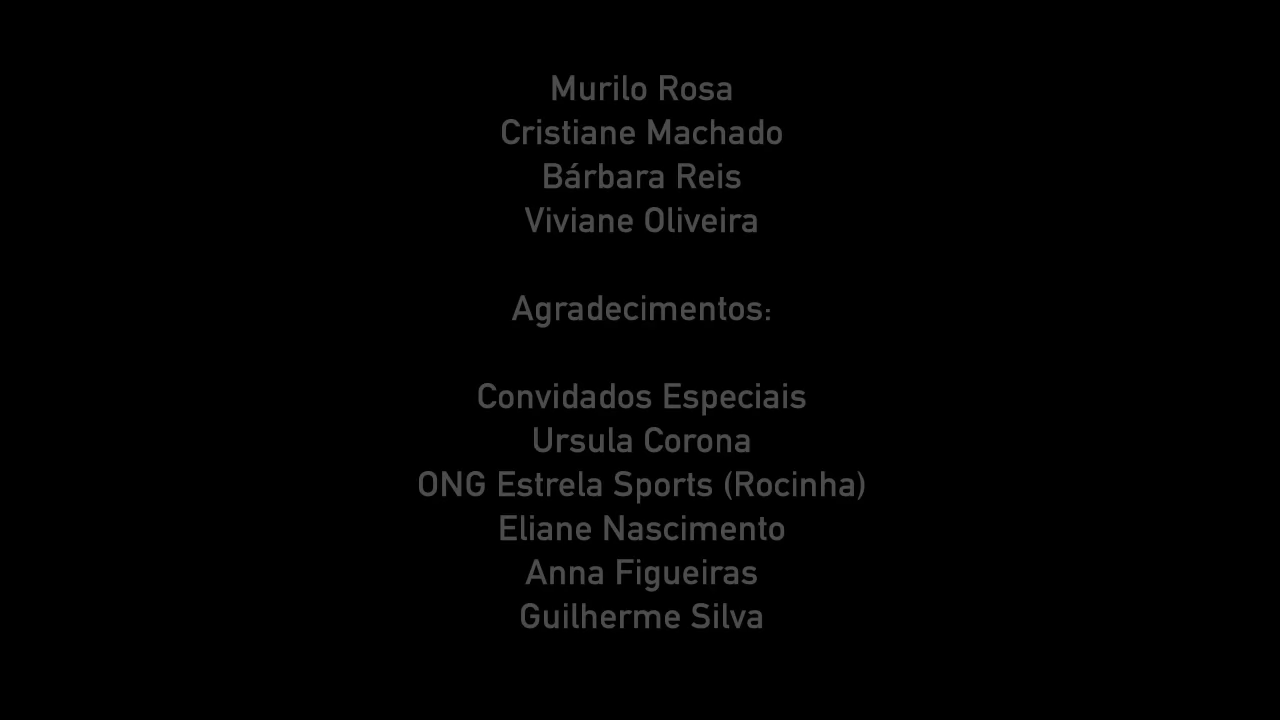 Murilo Rosa
Cristiane Machado
Bárbara Reis
Viviane Oliveira
Agradecimentos:
Convidados Especiais
Ursula Corona
ONG Estrela Sports (Rocinha)
Eliane Nascimento
Anna Figueiras
Guilherme Silva